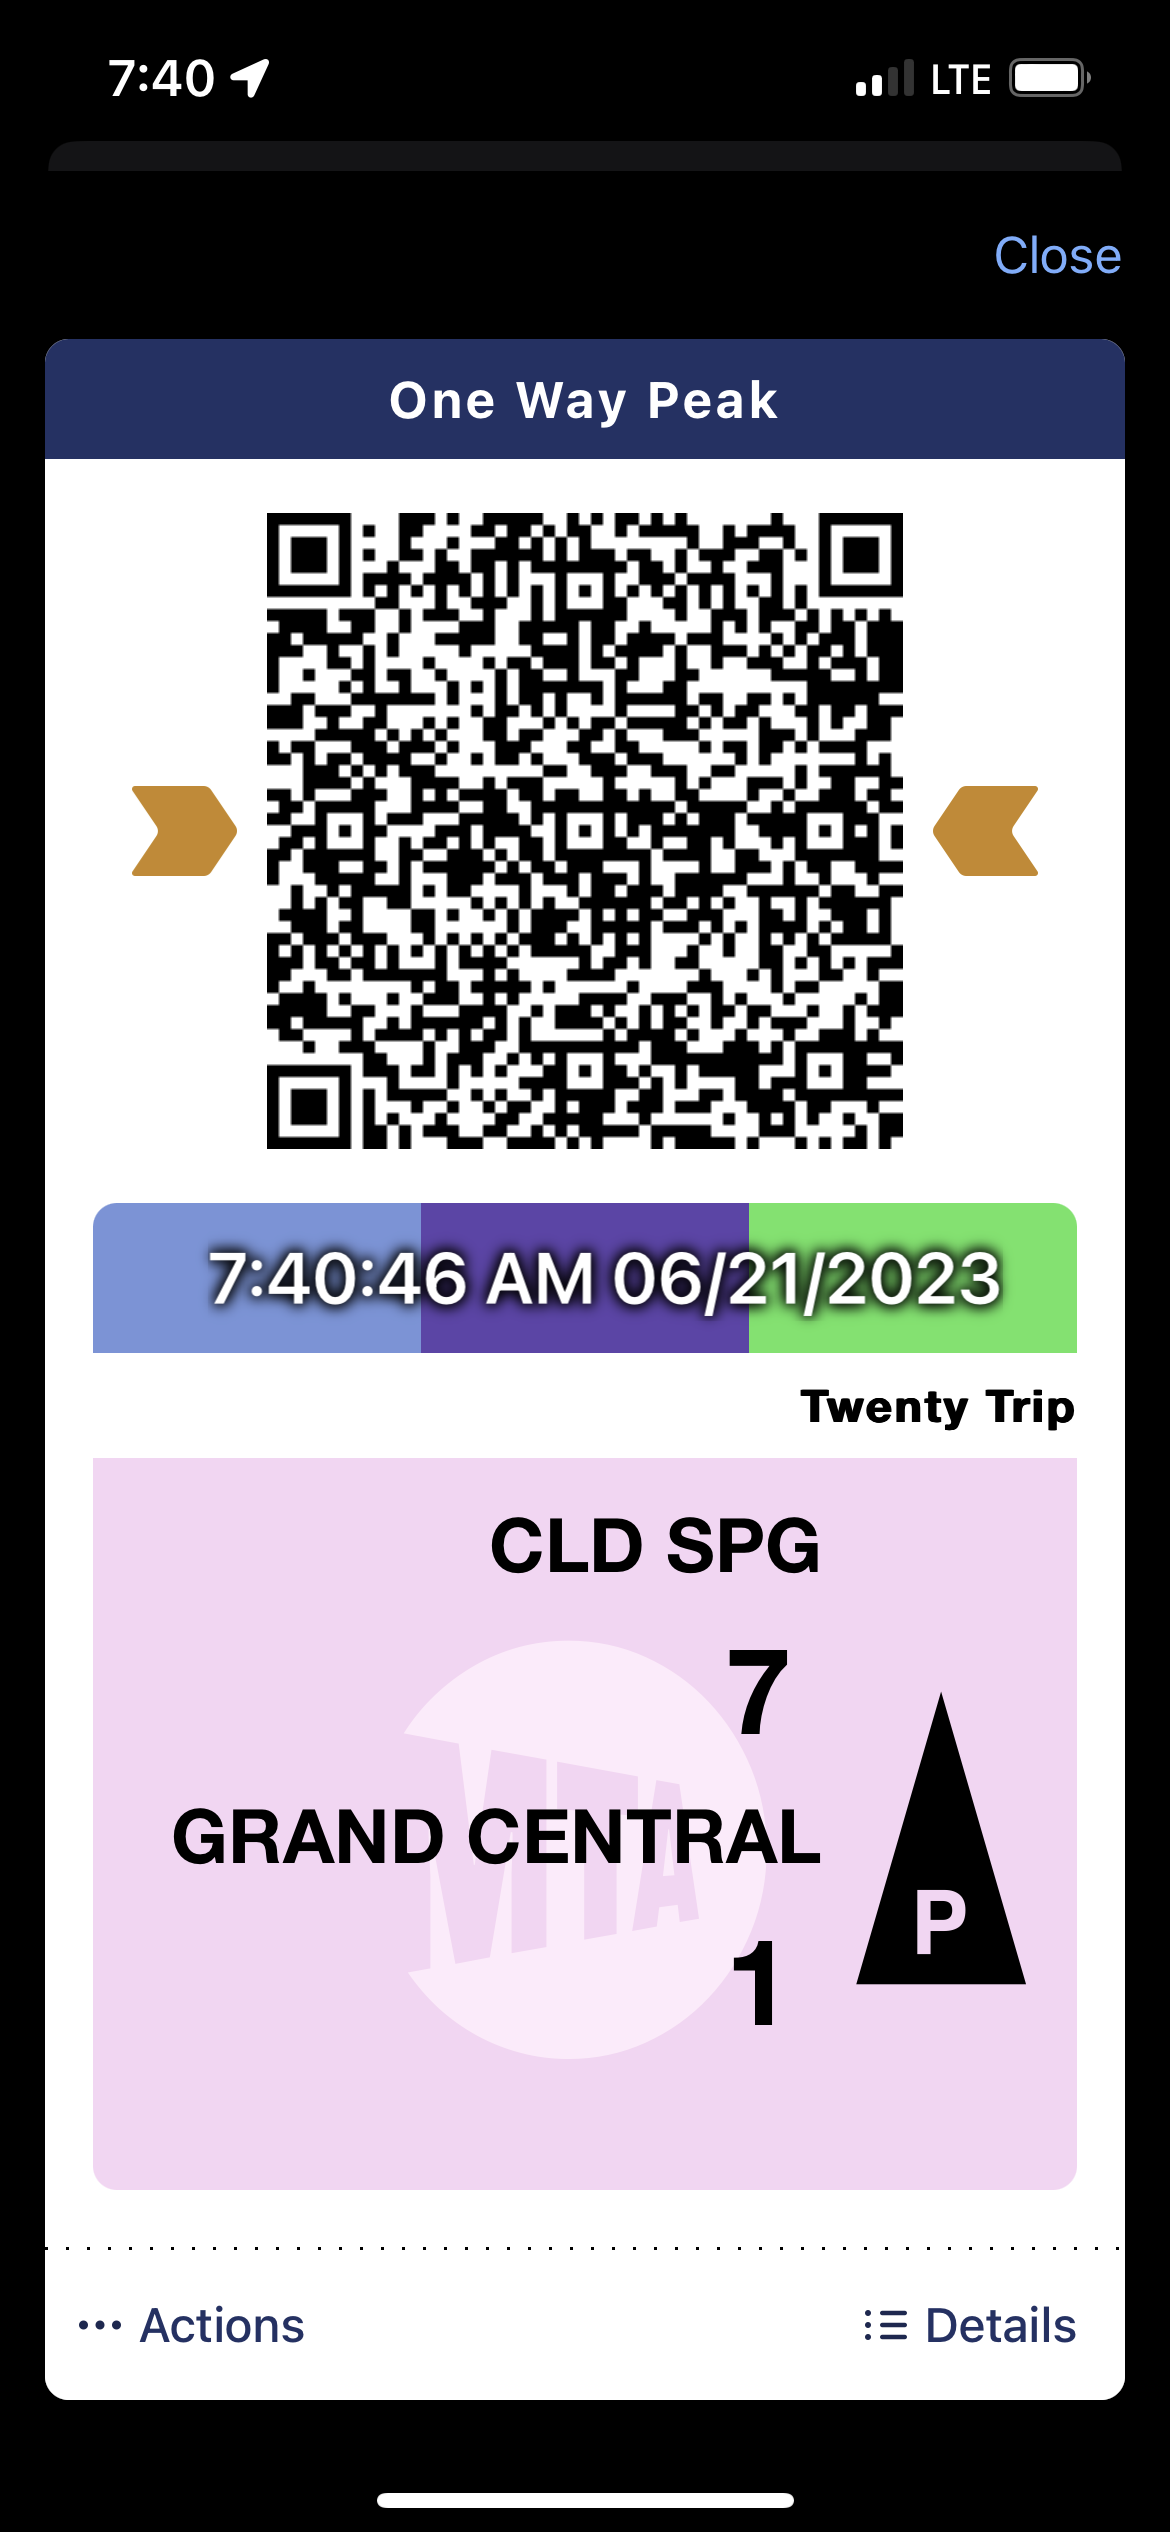 7:40
LTE
Close
One Way Peak
7:40:46 AM 06/21/2023
Twenty Trip
CLD SPG
7
GRAND CENTRAL
1
P
MTA
Actions
Details